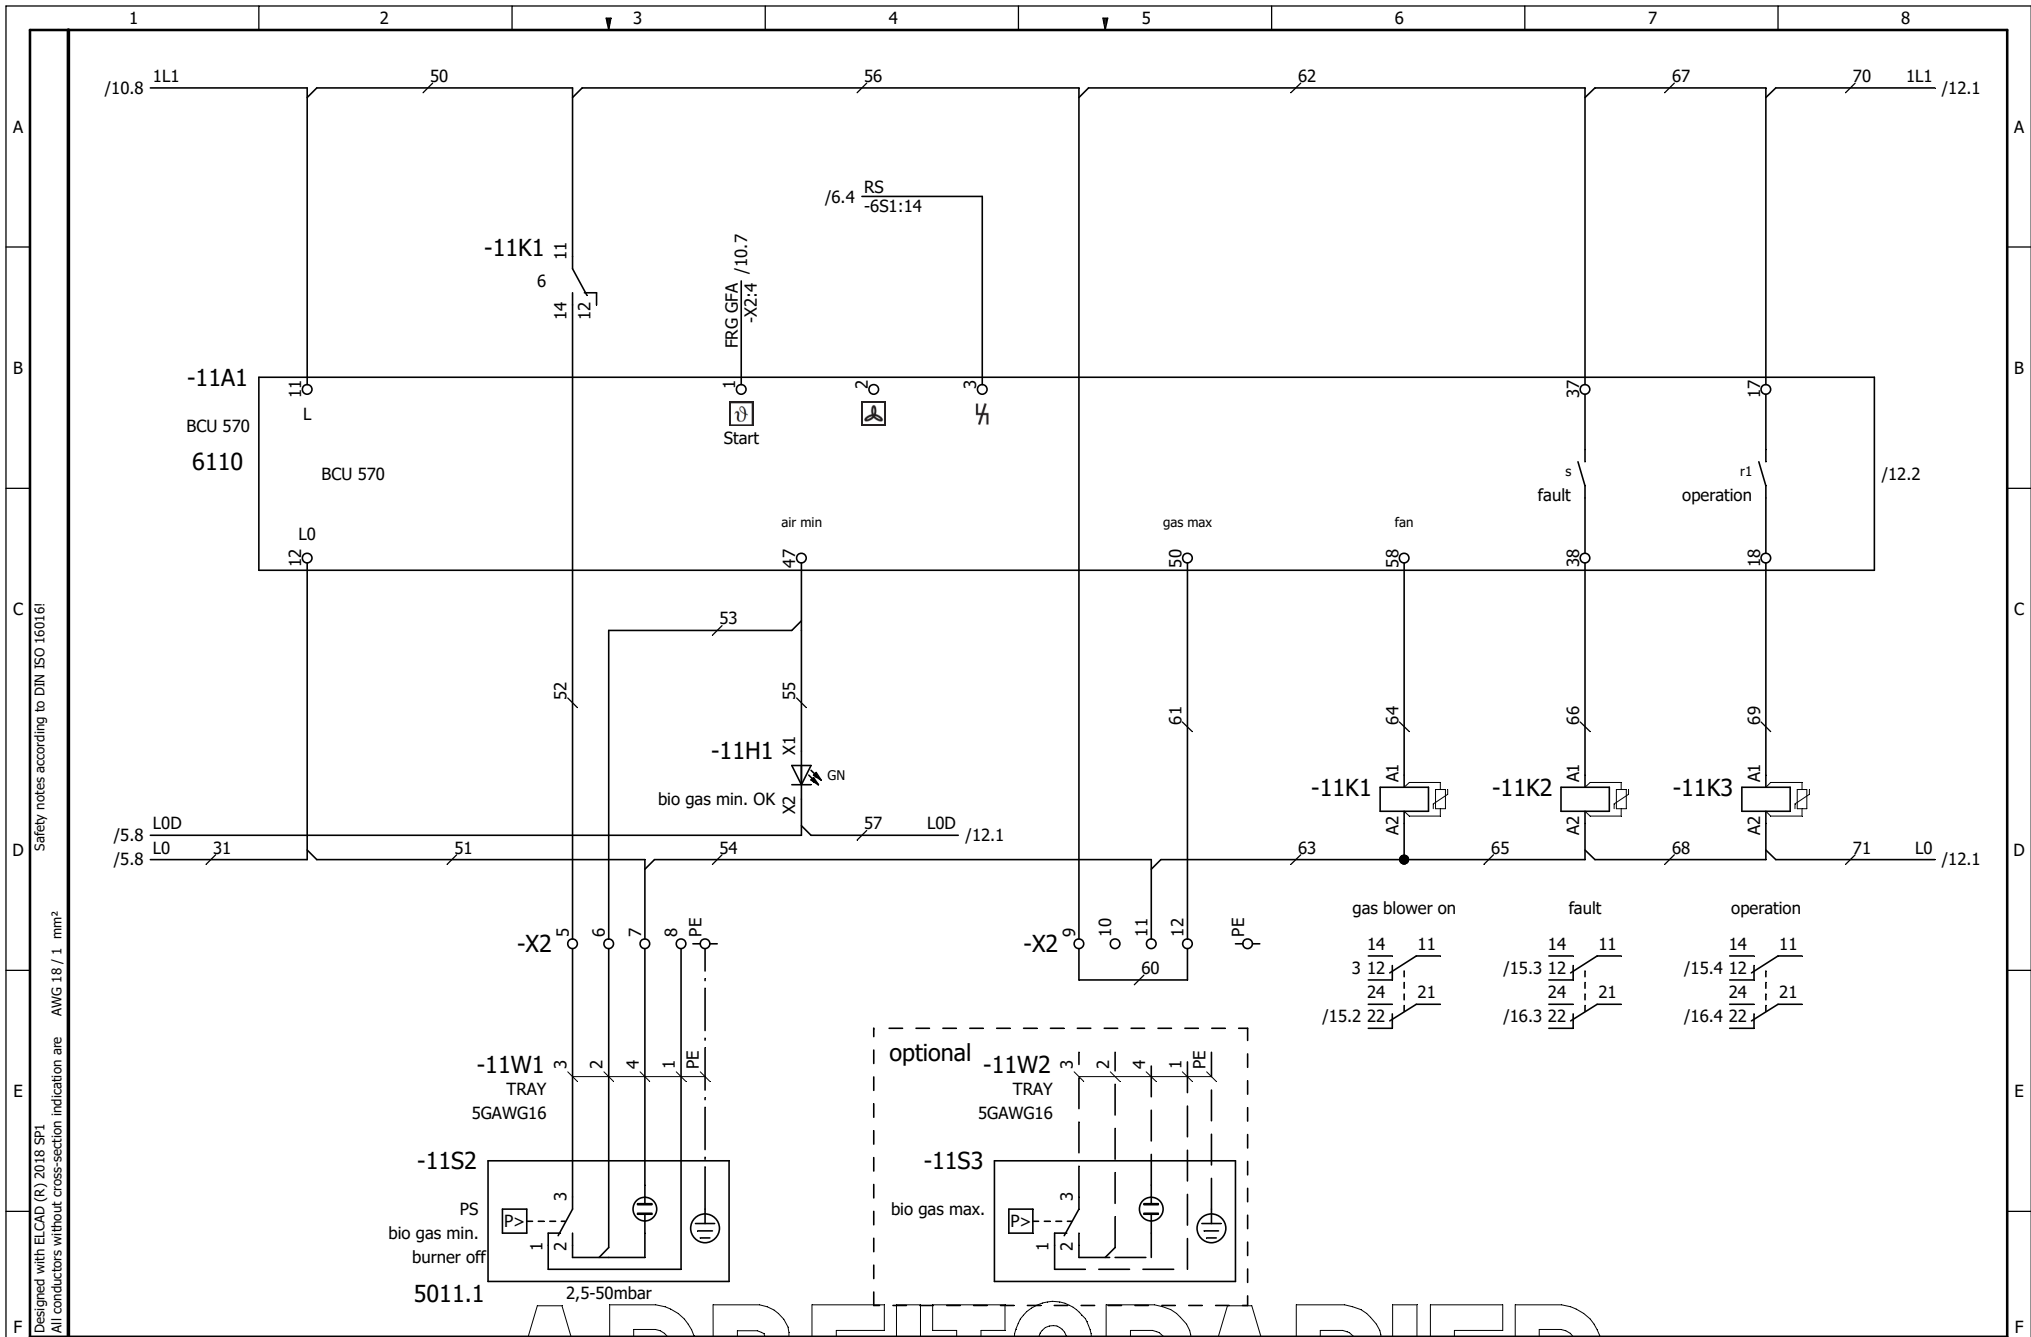 1 2 3 4 5 6 7 8
/10.8 1L1 50 56 62 67 70 1L1 /12.1
A A
/6.4 RS
-6S1:14
-11K1 11
6
14 12
FRG GFA /10.7
-X2:4
B B
-11A1 11 1 2 3 37 17
L ϑ
BCU 570
Start
6110
BCU 570
s r1 /12.2
fault operation
L0 air min gas max fan
12 47 50 58 38 18
C C
53
52 55 61 64 66 69
-11H1 X1
GN
bio gas min. OK X2
-11K1 A1 -11K2 A1 -11K3 A1
A2 A2 A2
/5.8 L0D 57 L0D /12.1
D D
/5.8 L0 31 51 54 63 65 68 71 L0 /12.1
gas blower on fault operation
-X2 5 6 7 8 PE -X2 9 10 11 12 PE
60
14 11 14 11 14 11
3 12 /15.3 12 /15.4 12
24 21 24 21 24 21
/15.2 22 /16.3 22 /16.4 22
optional
-11W1 3 2 4 1 PE -11W2 3 2 4 1 PE
E TRAY TRAY E
5GAWG16 5GAWG16
-11S2 -11S3
PS 3 bio gas max. 3
P> P>
bio gas min. 1 2 1 2
burner off
5011.1 2,5-50mbar
F F
Safety notes according to DIN ISO 16016!
All conductors without cross-section indication are AWG 18 / 1 mm²
Designed with ELCAD (R) 2018 SP1